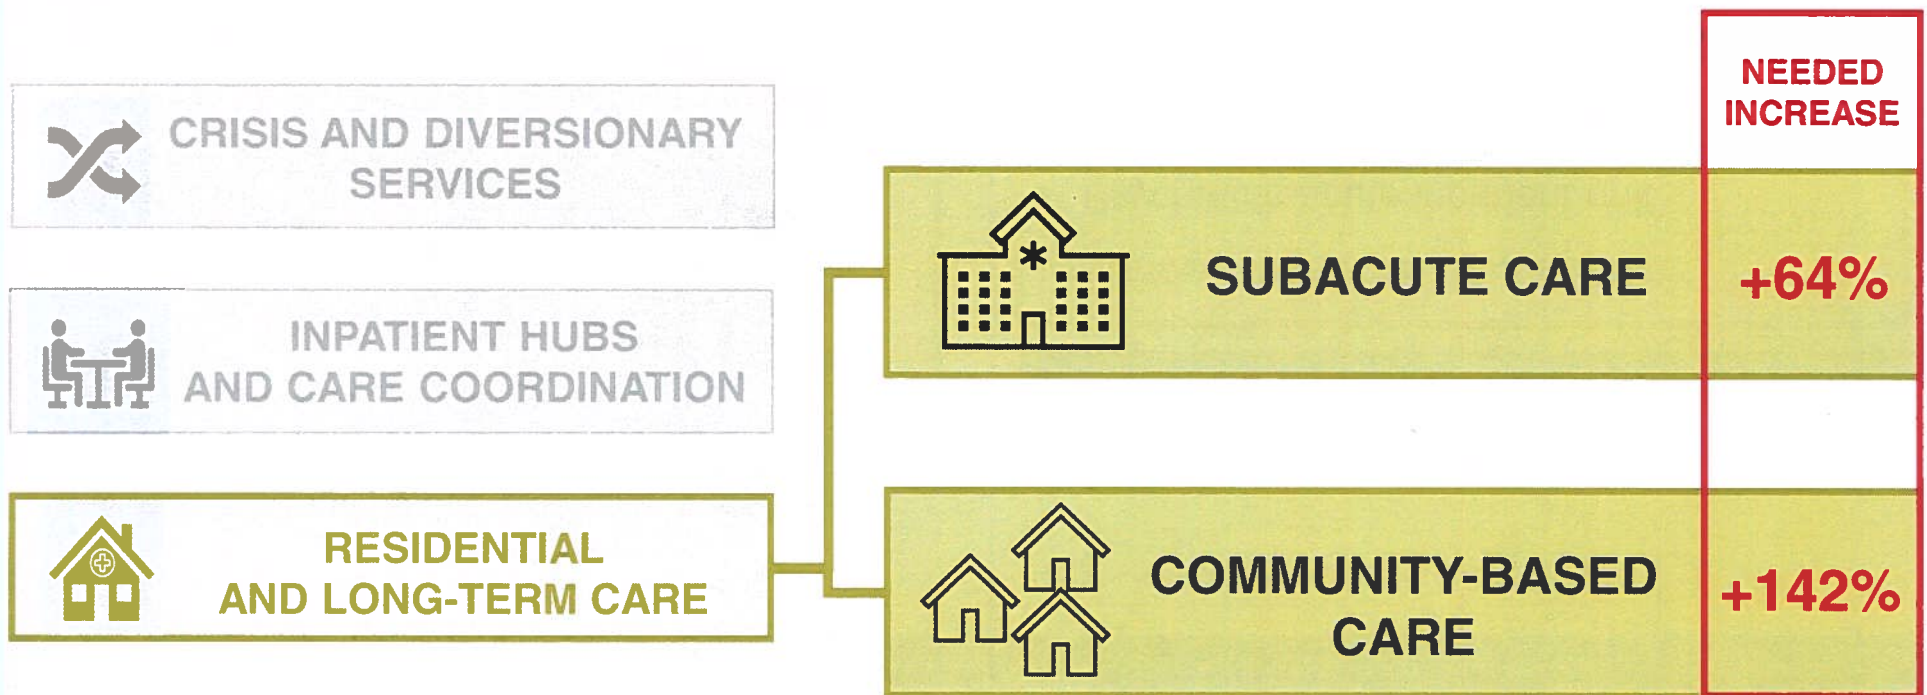 CRISIS AND DIVERSIONARY
SERVICES
INPATIENT HUBS
AND CARE COORDINATION
RESIDENTIAL
AND LONG-TERM CARE
NEEDED
INCREASE
SUBACUTE CARE
+64%
COMMUNITY-BASED
CARE
+142%